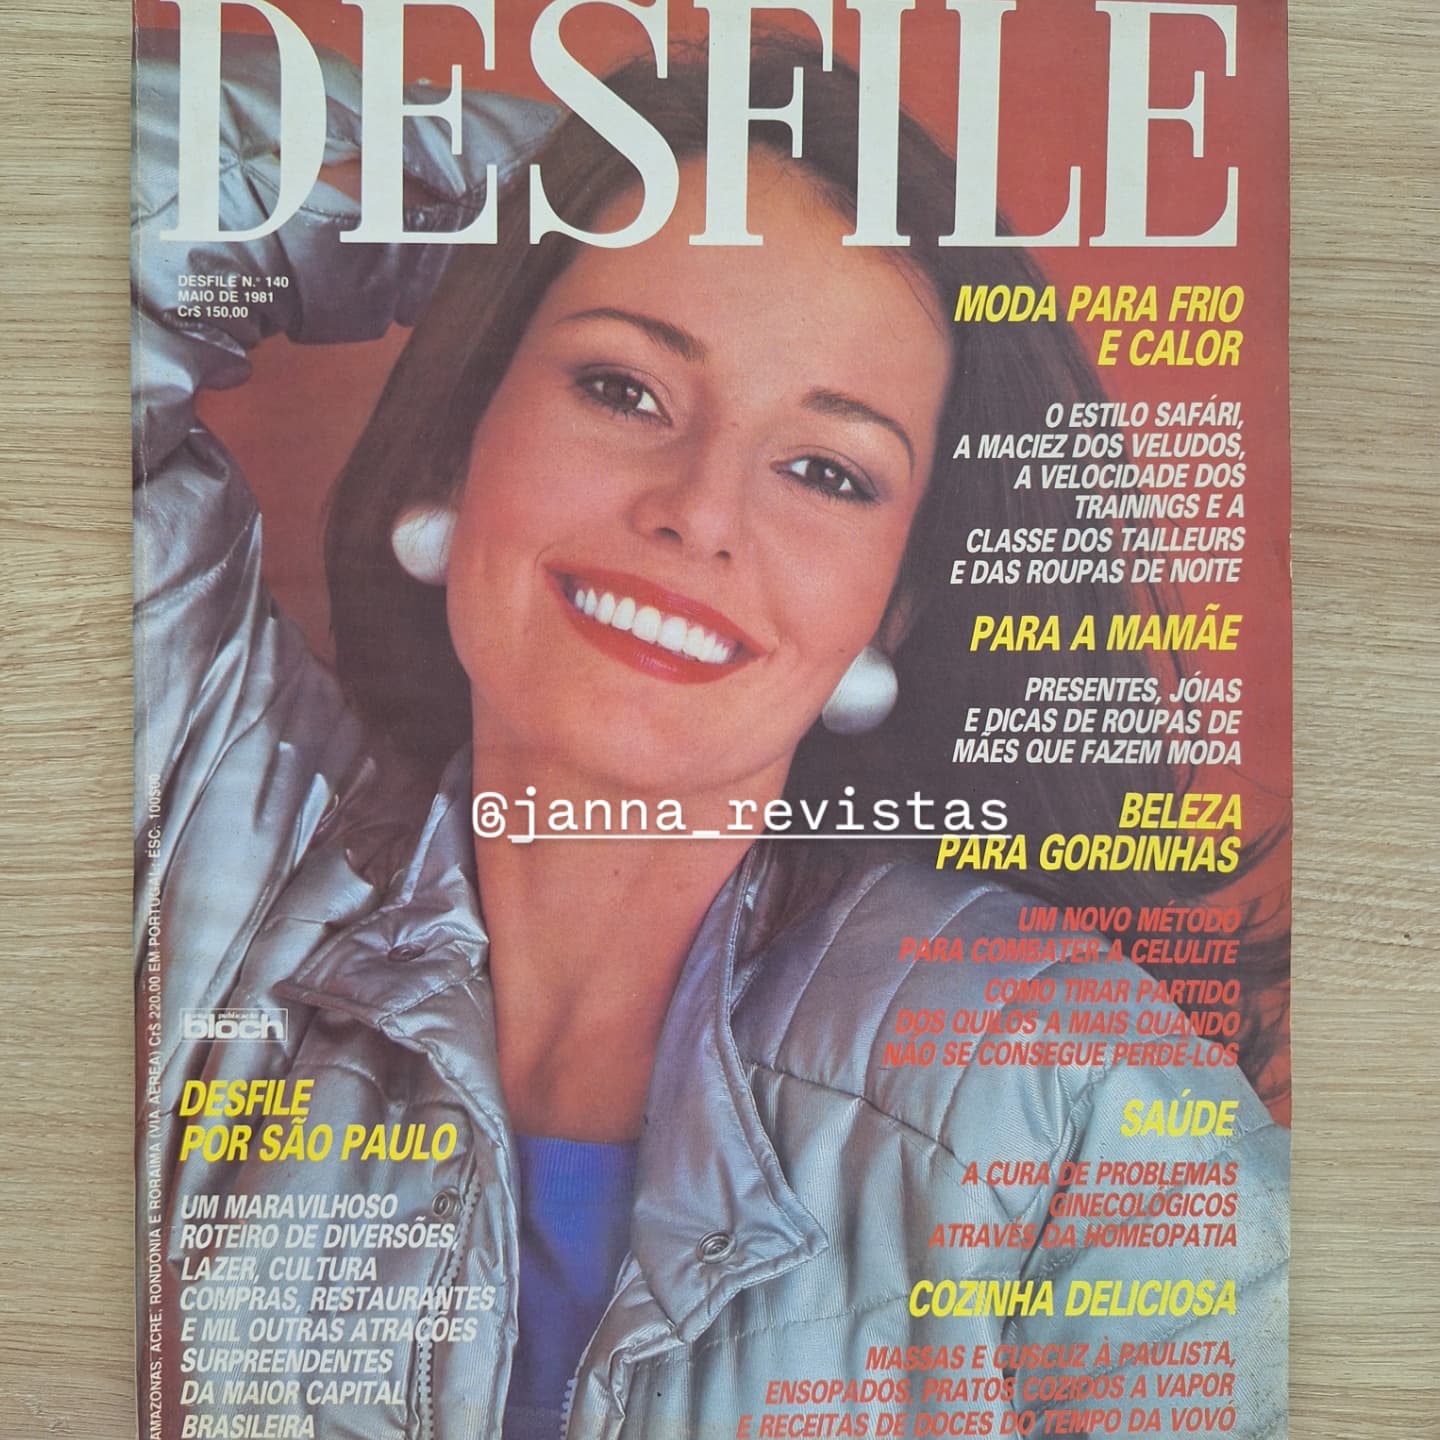 DESFILE
DESFILE N.º 140
MAIO DE 1981
Cr$ 150,00
MODA PARA FRIO
E CALOR
O ESTILO SAFÁRI,
A MACIEZ DOS VELUDOS,
A VELOCIDADE DOS
TRAININGS E A
CLASSE DOS TAILLEURS
E DAS ROUPAS DE NOITE
PARA A MAMÃE
PRESENTES, JÓIAS
E DICAS DE ROUPAS DE
MÃES QUE FAZEM MODA
@janna_revistas
BELEZA
PARA GORDINHAS
UM NOVO MÉTODO
PARA COMBATER A CELULITE
COMO TIRAR PARTIDO
DOS QUILOS A MAIS QUANDO
NÃO SE CONSEGUE PERDÊ-LOS
SAÚDE
A CURA DE PROBLEMAS
GINECOLÓGICOS
ATRAVÉS DA HOMEOPATIA
COZINHA DELICIOSA
MASSAS E CUSCUZ À PAULISTA,
ENSOPADOS, PRATOS COZIDOS A VAPOR
E RECEITAS DE DOCES DO TEMPO DA VOVÓ
publicação
bloch
DESFILE
POR SÃO PAULO
UM MARAVILHOSO
ROTEIRO DE DIVERSÕES,
LAZER, CULTURA
COMPRAS, RESTAURANTES
E MIL OUTRAS ATRAÇÕES
SURPREENDENTES
DA MAIOR CAPITAL
BRASILEIRA
AMAZONAS, ACRE, RONDONIA E RORAIMA (VIA AEREA) Cr$ 220,00 EM PORTUGAL: ESC. 100$00